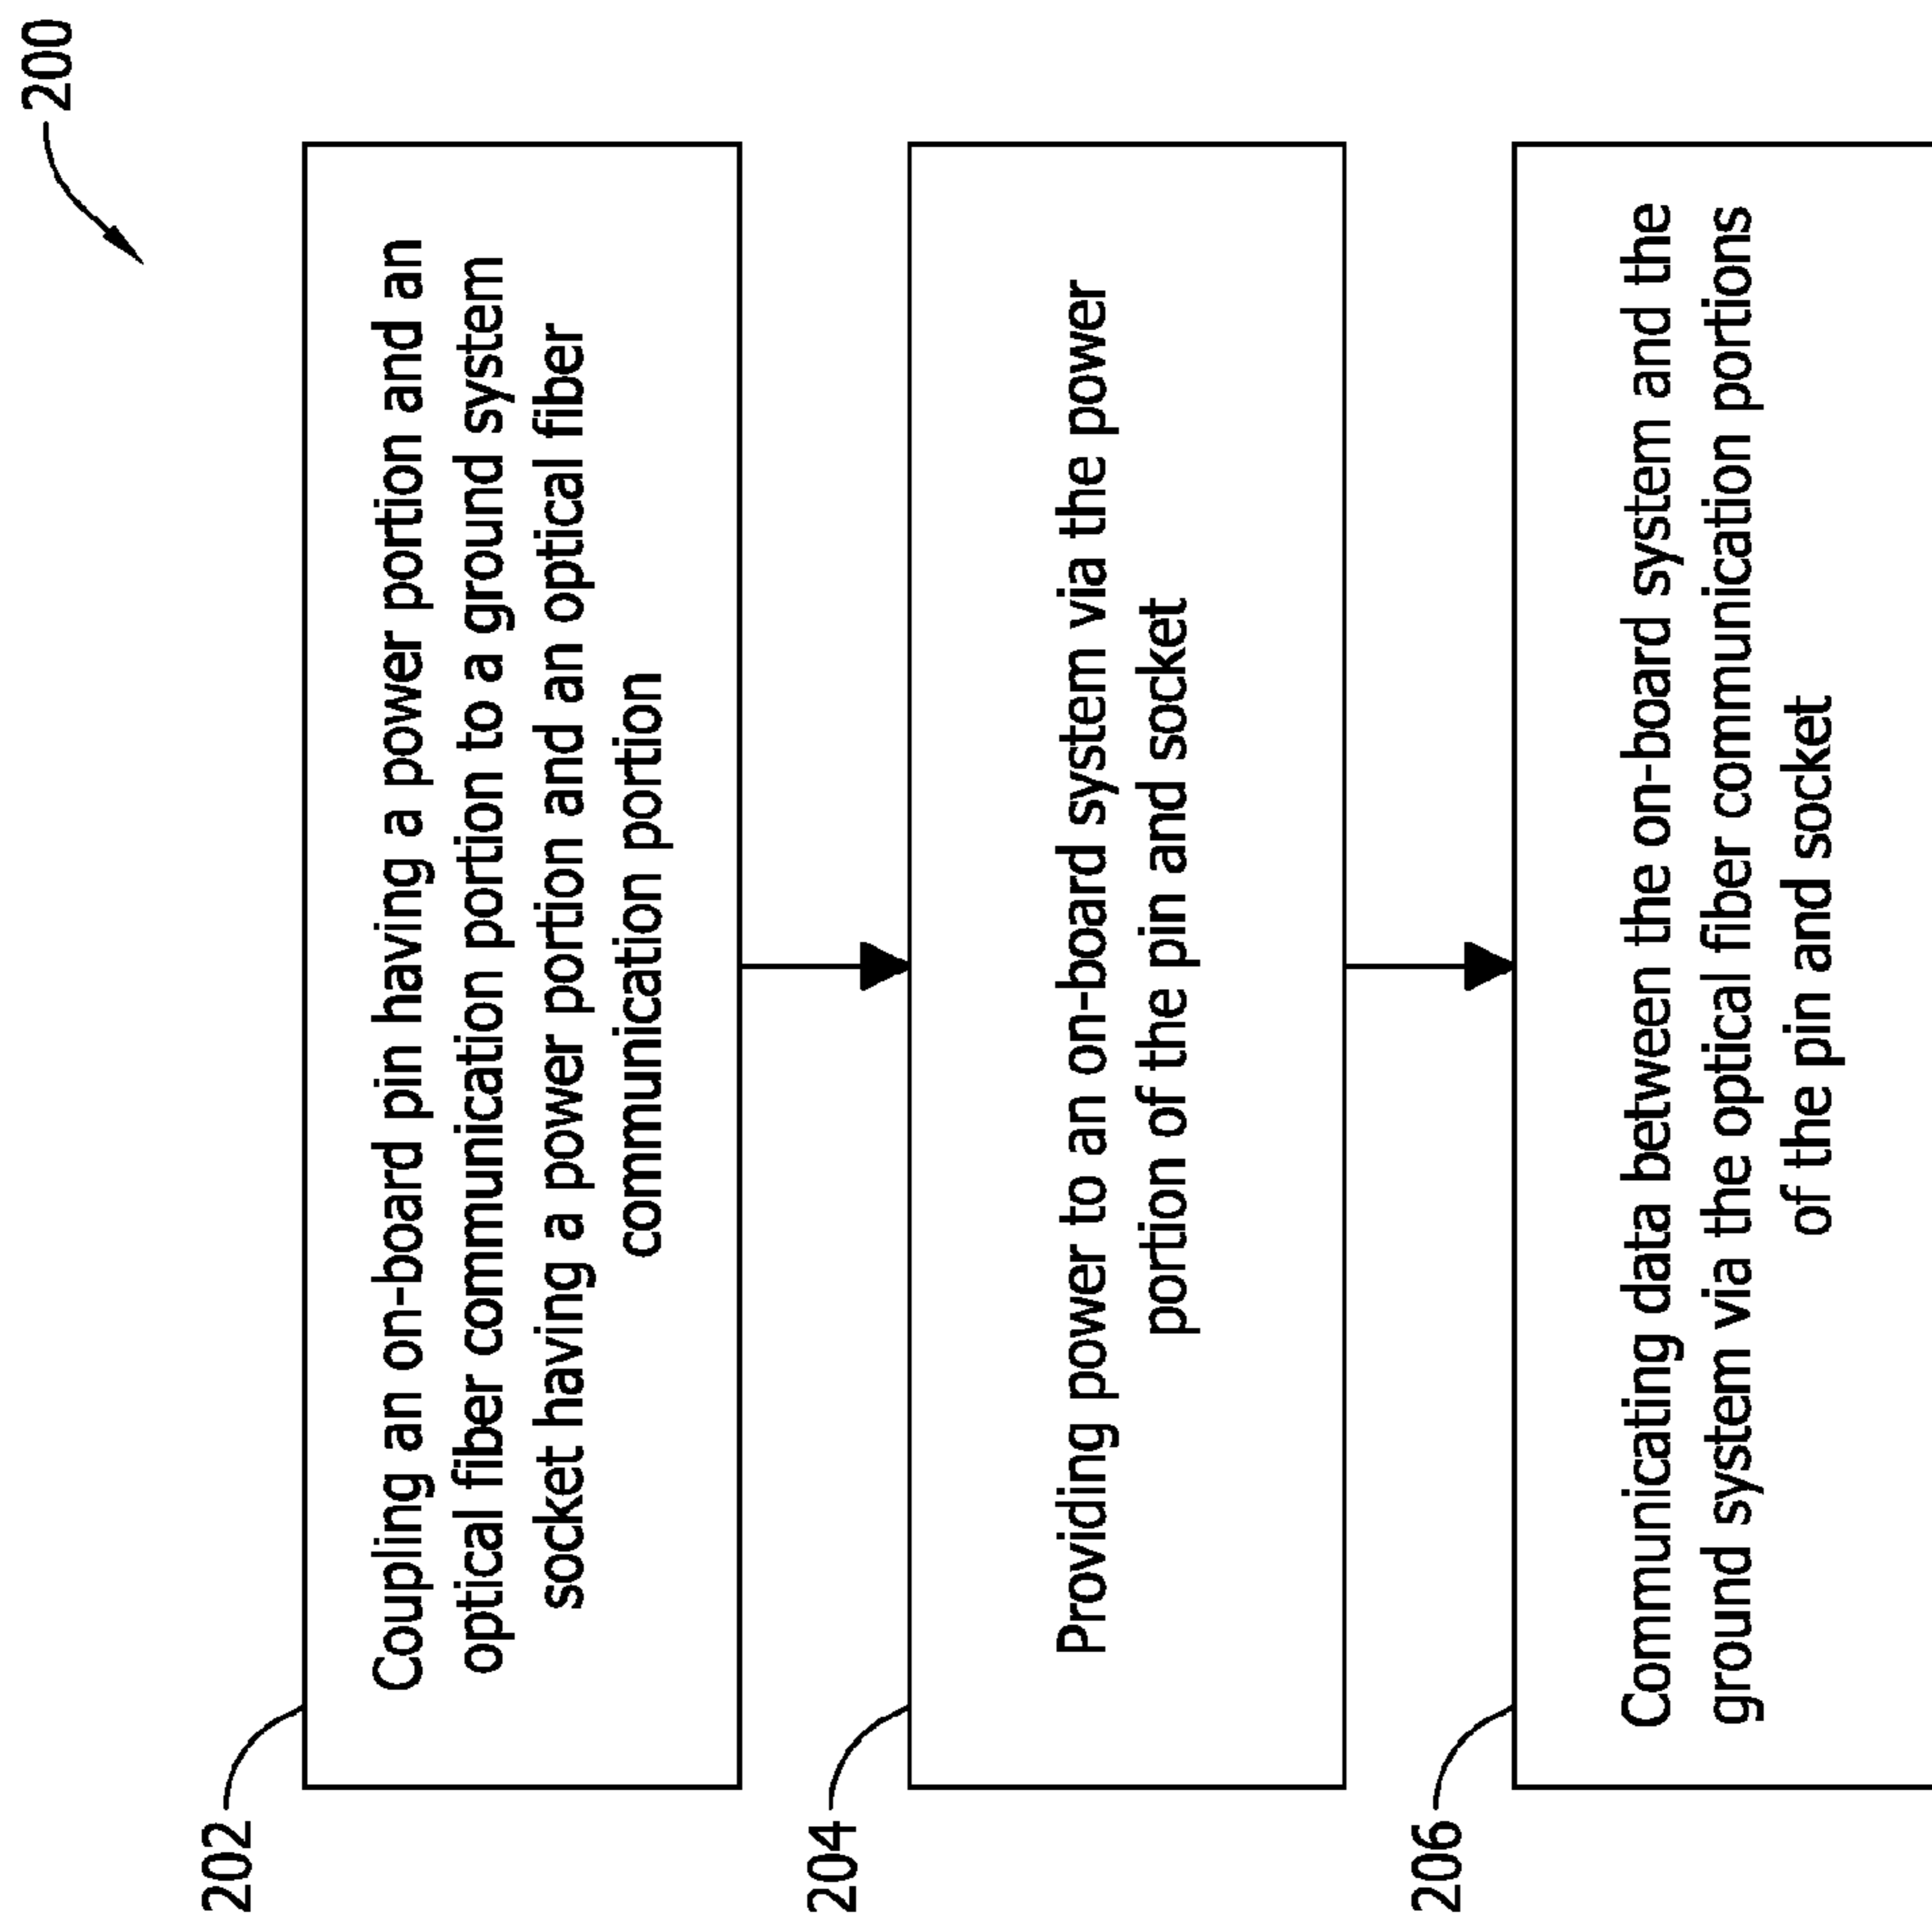 200
202
Coupling an on-board pin having a power portion and an
optical fiber communication portion to a ground system
socket having a power portion and an optical fiber
communication portion
204
Providing power to an on-board system via the power
portion of the pin and socket
206
Communicating data between the on-board system and the
ground system via the optical fiber communication portions
of the pin and socket